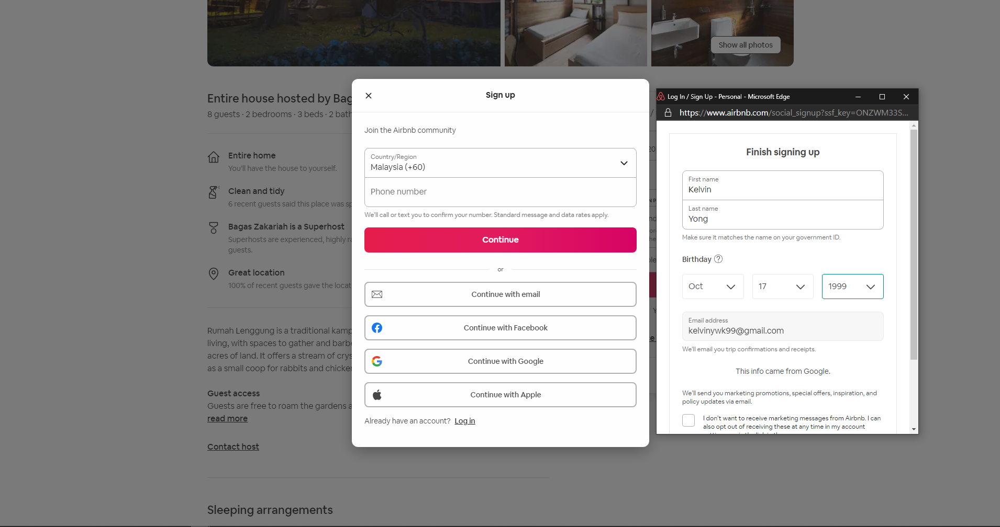 Show all photos
Entire house hosted by Bag
8 guests · 2 bedrooms · 3 beds · 2 bath
Entire home
You'll have the house to yourself.
Clean and tidy
6 recent guests said this place was sp
Bagas Zakariah is a Superhost
Superhosts are experienced, highly ra
guests.
Great location
100% of recent guests gave the locat
Rumah Lenggung is a traditional kamp
living, with spaces to gather and barbe
acres of land. It offers a stream of crys
as a small coop for rabbits and chicken
Guest access
Guests are free to roam the gardens a
read more
Contact host
Sleeping arrangements
Sign up
Join the Airbnb community
Country/Region
Malaysia (+60)
Phone number
We'll call or text you to confirm your number. Standard message and data rates apply.
Continue
or
Continue with email
Continue with Facebook
Continue with Google
Continue with Apple
Already have an account? Log in
Log In / Sign Up - Personal - Microsoft Edge
https://www.airbnb.com/social_signup?ssf_key=ONZWM33S...
Finish signing up
First name
Kelvin
Last name
Yong
Make sure it matches the name on your government ID.
Birthday ?
Oct 17 1999
Email address
kelvinywk99@gmail.com
We'll email you trip confirmations and receipts.
This info came from Google.
We'll send you marketing promotions, special offers, inspiration, and
policy updates via email.
I don't want to receive marketing messages from Airbnb. I can
also opt out of receiving these at any time in my account